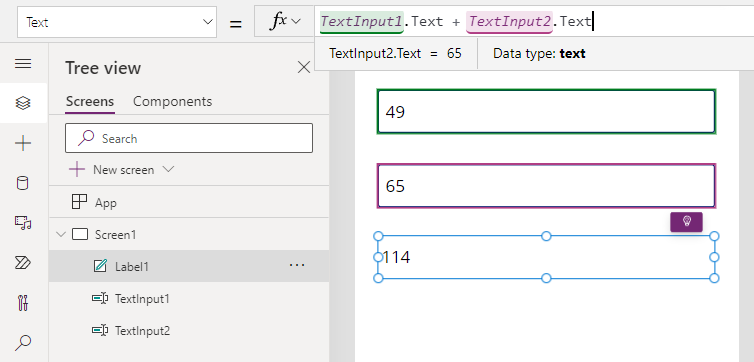 Text = fx TextInput1.Text + TextInput2.Text
TextInput2.Text = 65 Data type: text
Tree view
Screens Components
Search
New screen
App
Screen1
Label1 ...
TextInput1
TextInput2
49
65
114